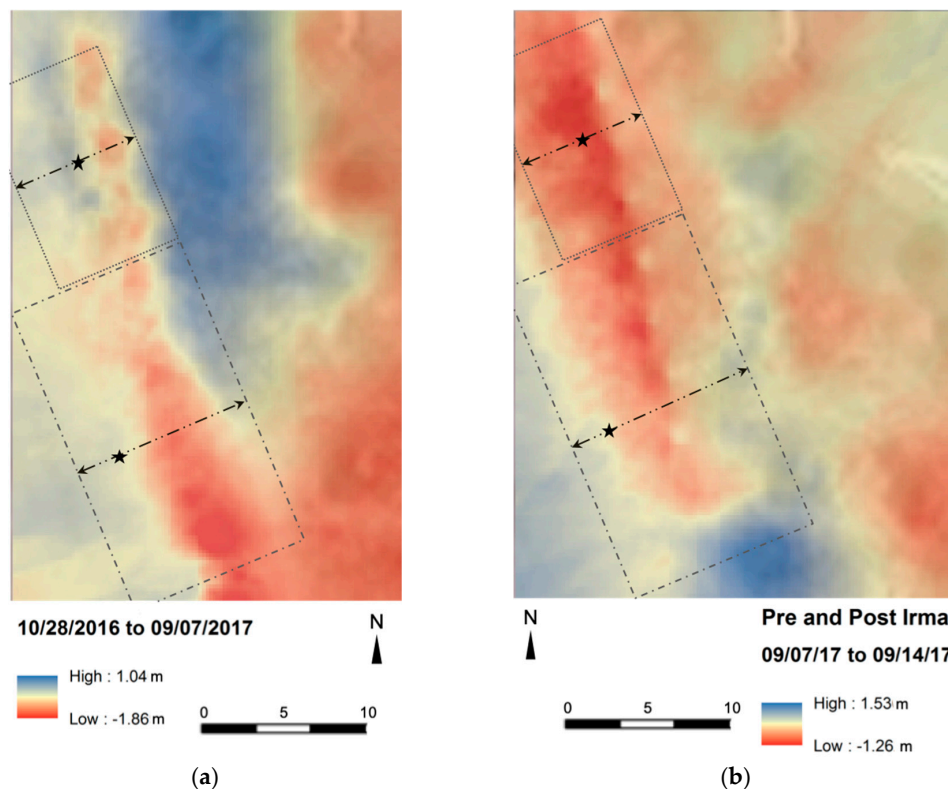 10/28/2016 to 09/07/2017
N
High : 1.04 m
Low : -1.86 m
0 5 10
(a)
N
Pre and Post Irma
09/07/17 to 09/14/17
0 5 10
High : 1.53 m
Low : -1.26 m
(b)